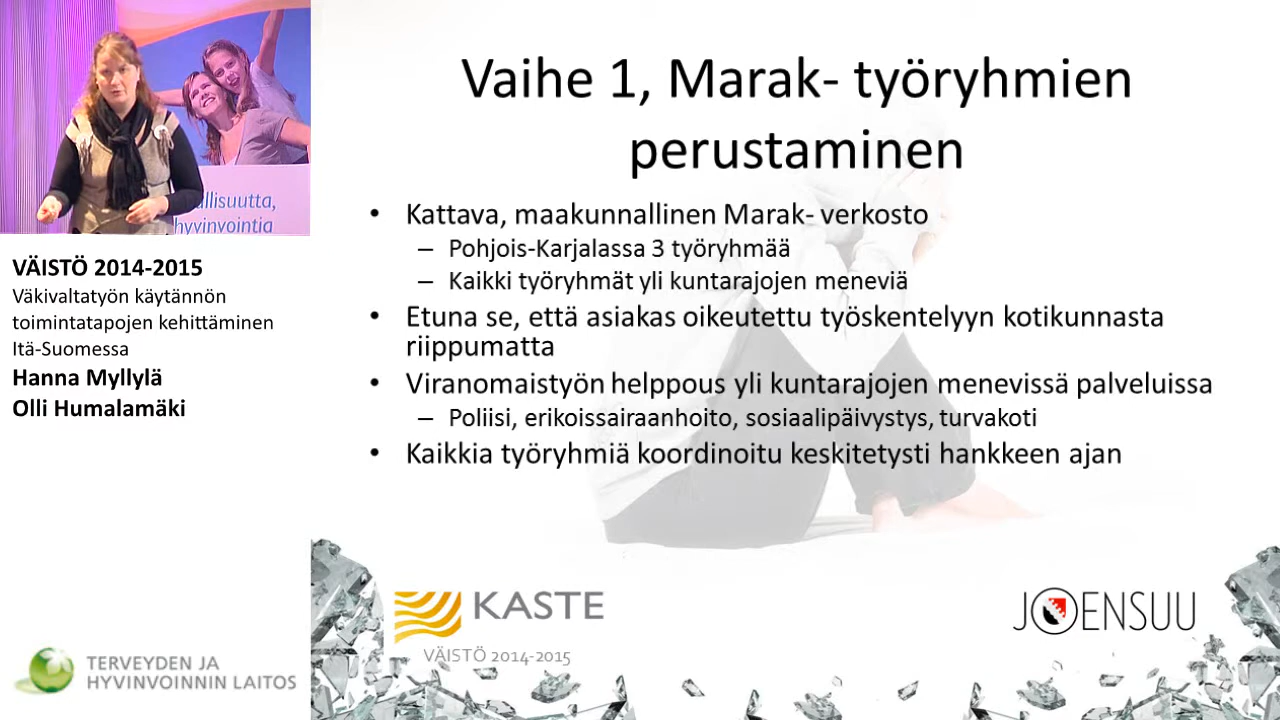 llisuutta,
hyvinvointia
VÄISTÖ 2014-2015
Väkivaltatyön käytännön
toimintatapojen kehittäminen
Itä-Suomessa
Hanna Myllylä
Olli Humalamäki
TERVEYDEN JA
HYVINVOINNIN LAITOS
Vaihe 1, Marak- työryhmien
perustaminen
• Kattava, maakunnallinen Marak- verkosto
– Pohjois-Karjalassa 3 työryhmää
– Kaikki työryhmät yli kuntarajojen meneviä
• Etuna se, että asiakas oikeutettu työskentelyyn kotikunnasta
riippumatta
• Viranomaistyön helppous yli kuntarajojen menevissä palveluissa
– Poliisi, erikoissairaanhoito, sosiaalipäivystys, turvakoti
• Kaikkia työryhmiä koordinoitu keskitetysti hankkeen ajan
KASTE
VÄISTÖ 2014-2015
JOENSUU